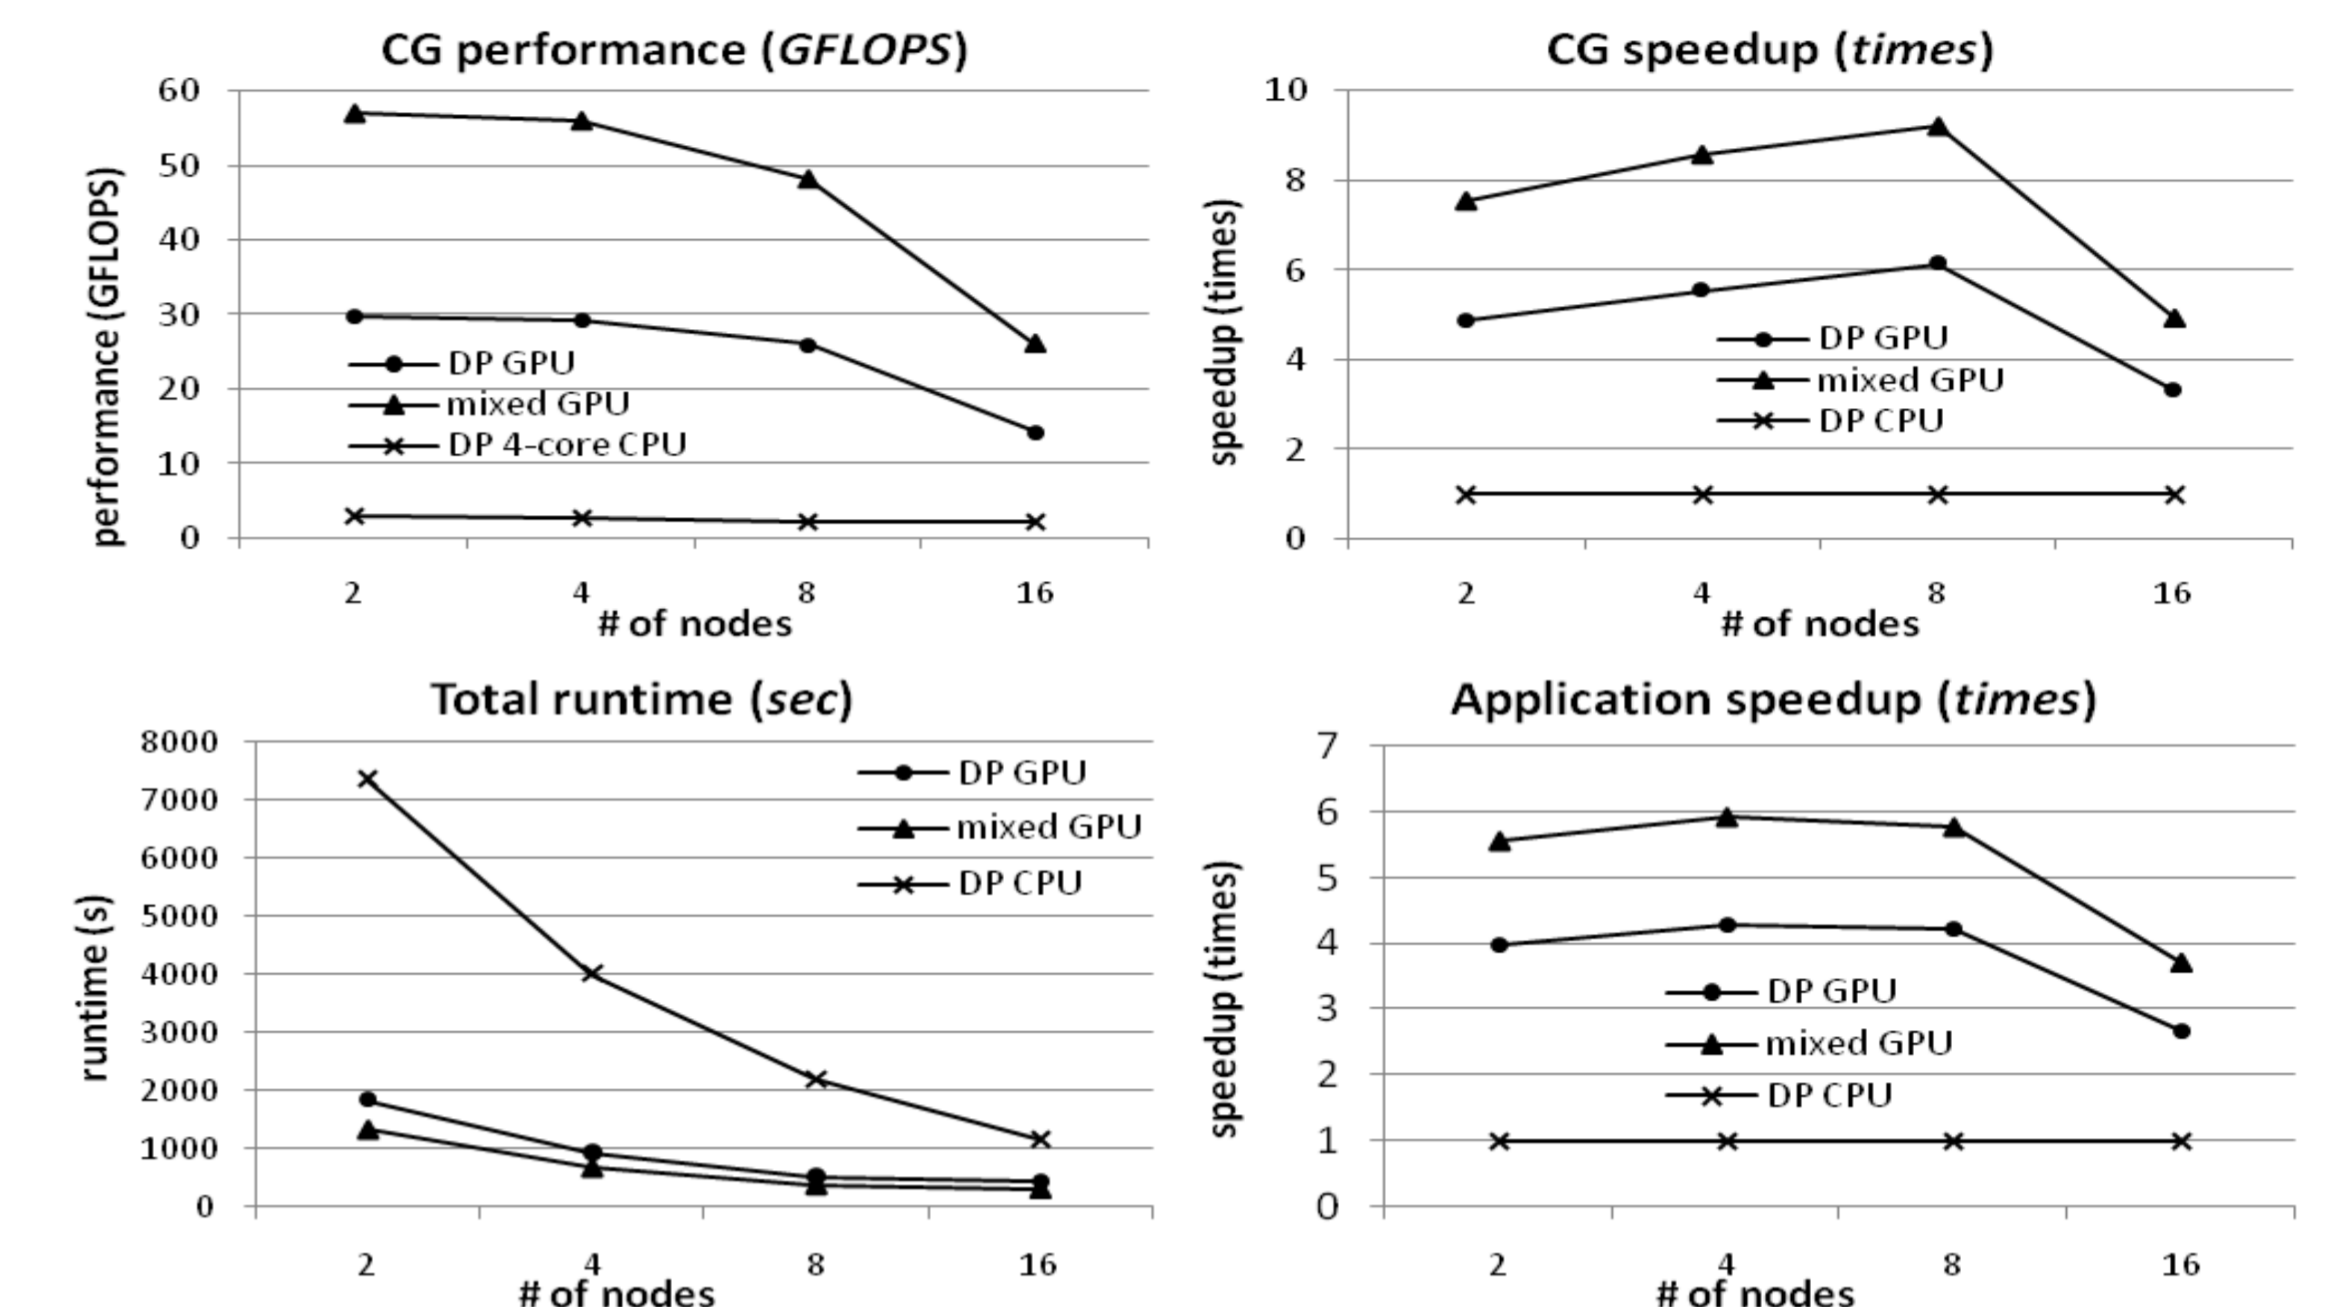 CG performance (GFLOPS)
60
50
40
30
20
10
0
performance (GFLOPS)
DP GPU
mixed GPU
DP 4-core CPU
2 4 8 16
# of nodes
CG speedup (times)
10
8
6
4
2
0
speedup (times)
DP GPU
mixed GPU
DP CPU
2 4 8 16
# of nodes
Total runtime (sec)
8000
7000
6000
5000
4000
3000
2000
1000
0
runtime (s)
DP GPU
mixed GPU
DP CPU
2 4 8 16
# of nodes
Application speedup (times)
7
6
5
4
3
2
1
0
speedup (times)
DP GPU
mixed GPU
DP CPU
2 4 8 16
# of nodes